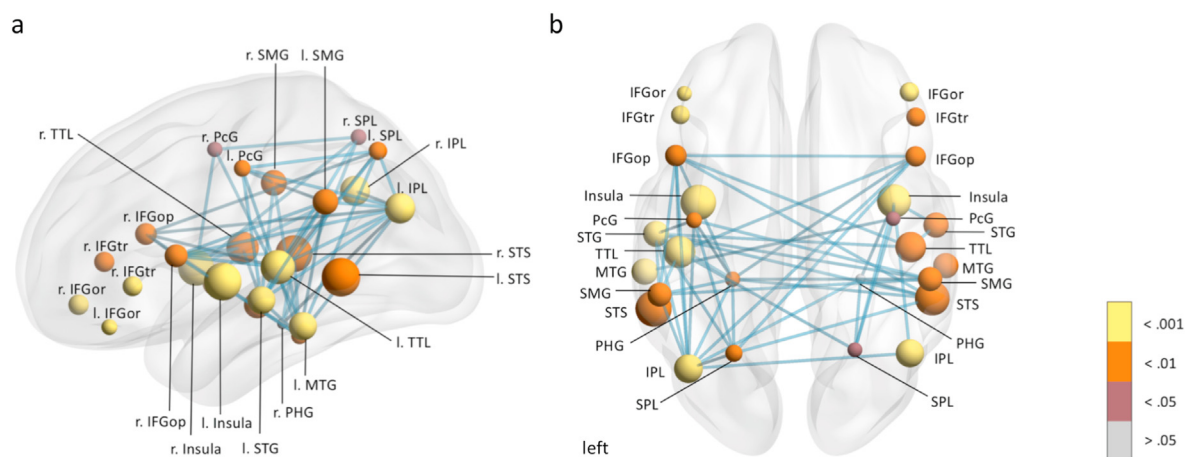 a
r. SMG
l. SMG
r. TTL
r. PcG
l. PcG
r. SPL
l. SPL
r. IPL
l. IPL
r. IFGop
r. IFGtr
r. IFGtr
r. IFGor
l. IFGor
r. STS
l. STS
l. TTL
l. MTG
r. PHG
r. IFGop
l. Insula
l. STG
r. Insula
b
IFGor
IFGor
IFGtr
IFGtr
IFGop
IFGop
Insula
Insula
PcG
PcG
STG
STG
TTL
TTL
MTG
MTG
SMG
SMG
STS
STS
PHG
PHG
IPL
IPL
SPL
SPL
left
< .001
< .01
< .05
> .05